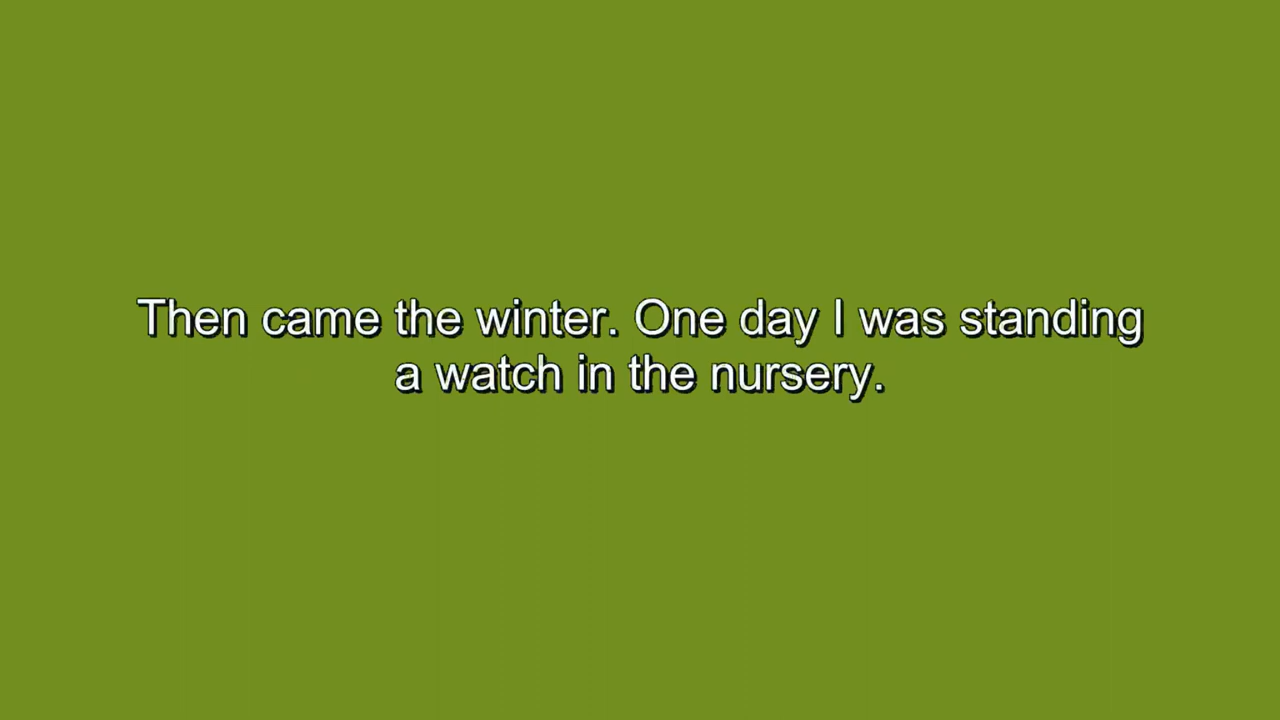 Then came the winter. One day I was standing
a watch in the nursery.